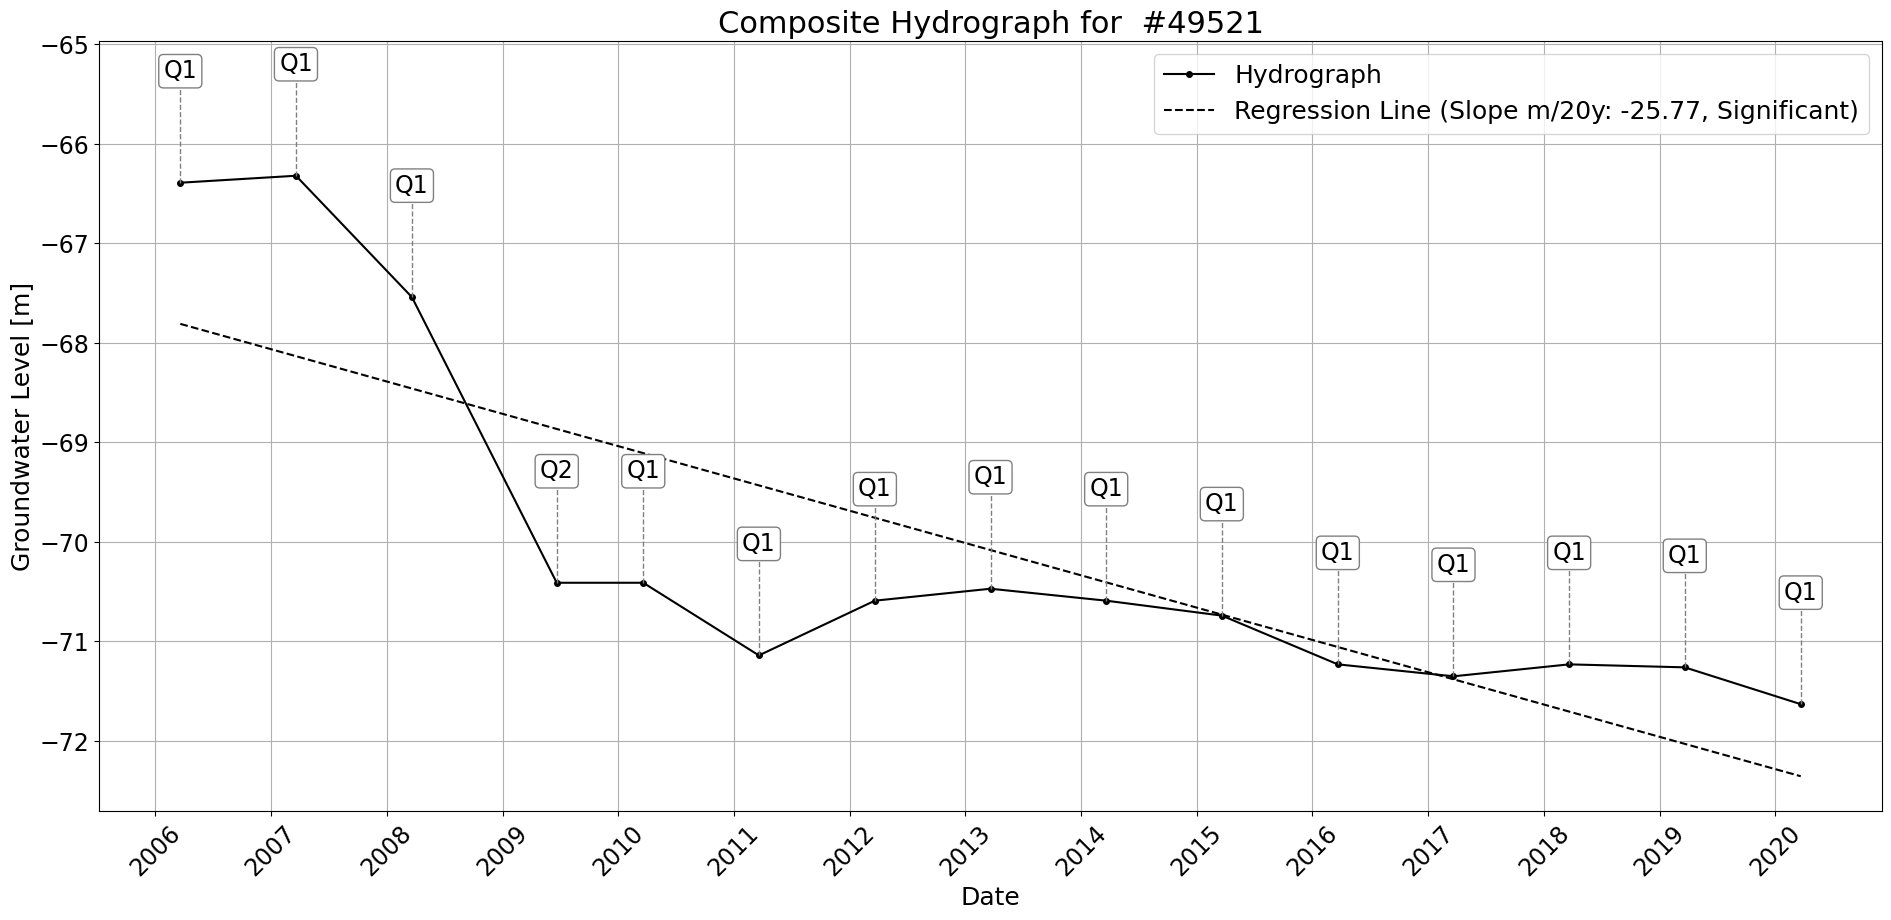 Composite Hydrograph for  #49521
Hydrograph
Regression Line (Slope m/20y: -25.77, Significant)
Groundwater Level [m]
−65
−66
−67
−68
−69
−70
−71
−72
Q1
Q1
Q1
Q2
Q1
Q1
Q1
Q1
Q1
Q1
Q1
Q1
Q1
Q1
Q1
2006
2007
2008
2009
2010
2011
2012
2013
2014
2015
2016
2017
2018
2019
2020
Date